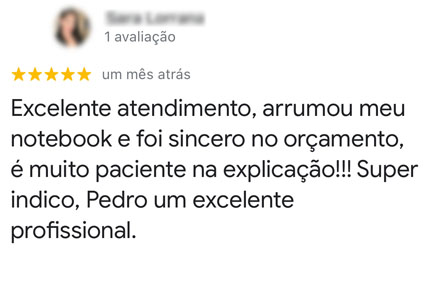 1 avaliação
um mês atrás
Excelente atendimento, arrumou meu
notebook e foi sincero no orçamento,
é muito paciente na explicação!!! Super
indico, Pedro um excelente
profissional.